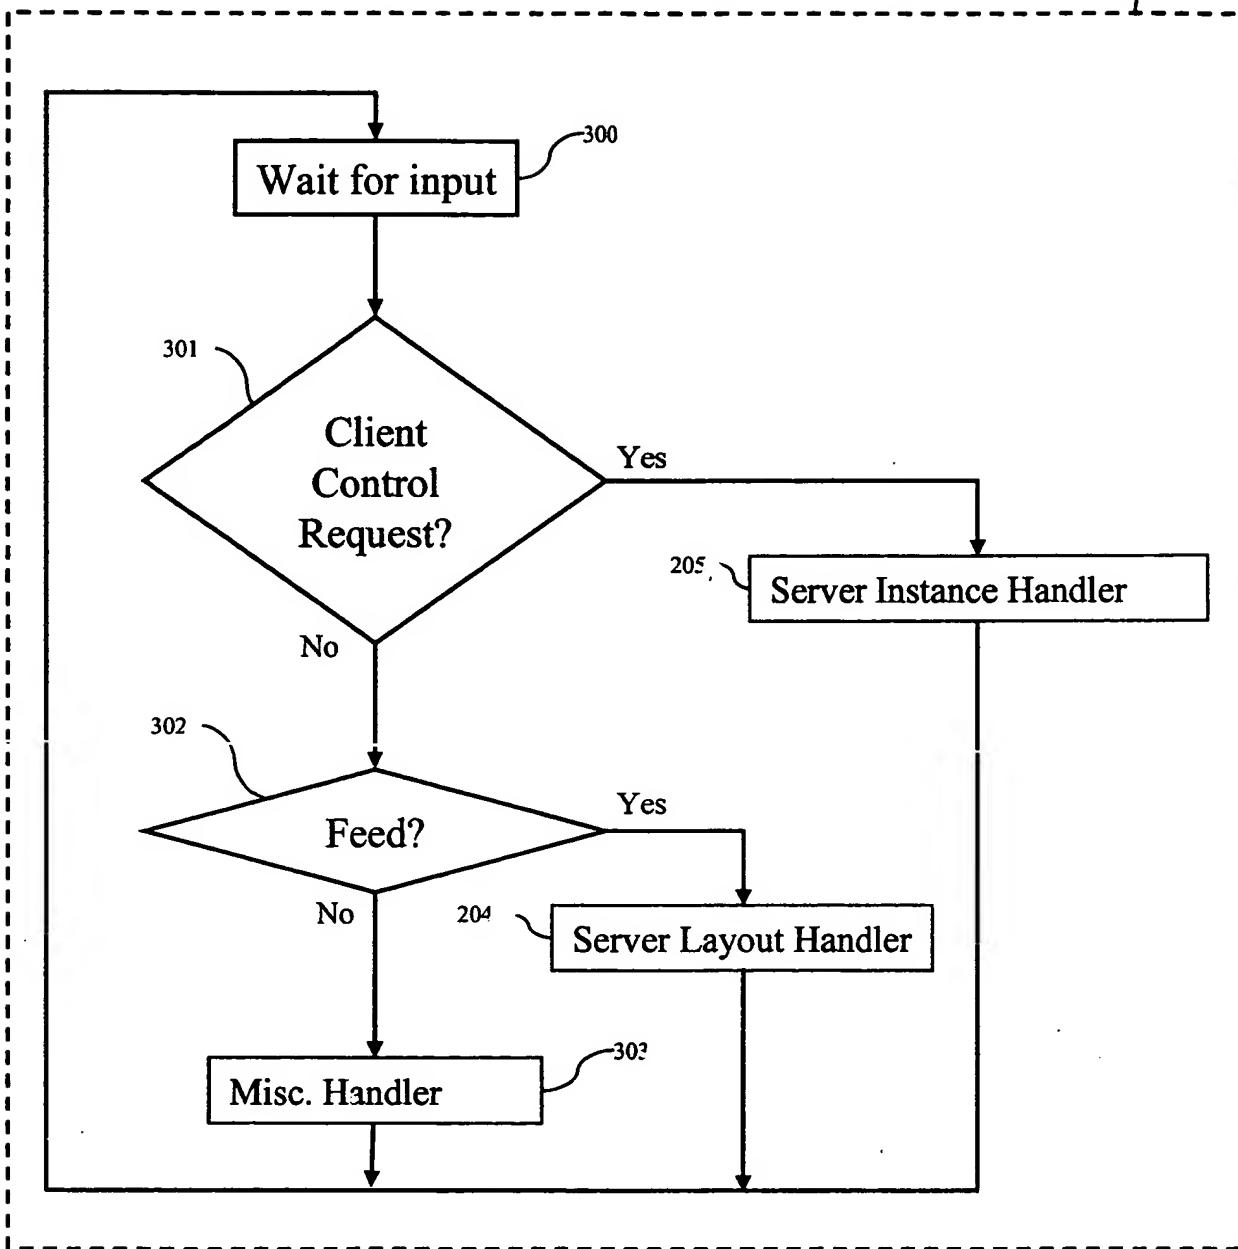 300
Wait for input
301
Client
Control
Request?
Yes
205
Server Instance Handler
No
302
Feed?
Yes
No
204
Server Layout Handler
303
Misc. Handler